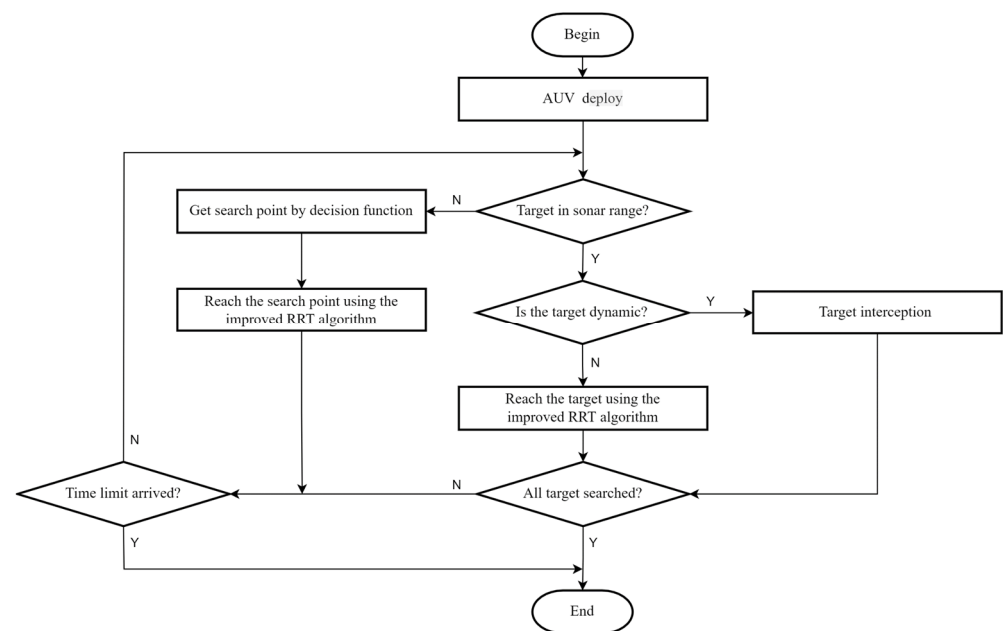 Begin
AUV deploy
N
Get search point by decision function
Target in sonar range?
Y
Reach the search point using the
improved RRT algorithm
Is the target dynamic?
Y
Target interception
N
Reach the target using the
improved RRT algorithm
N
Time limit arrived?
N
All target searched?
Y
Y
End